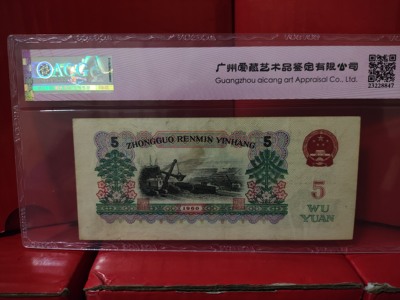 广州爱藏艺术品鉴定有限公司
Guangzhou aicang art Appraisal Co., Ltd.
23228847
5
5
ZHONGGUO RENMIN YINHANG
5
WU
YUAN
1960